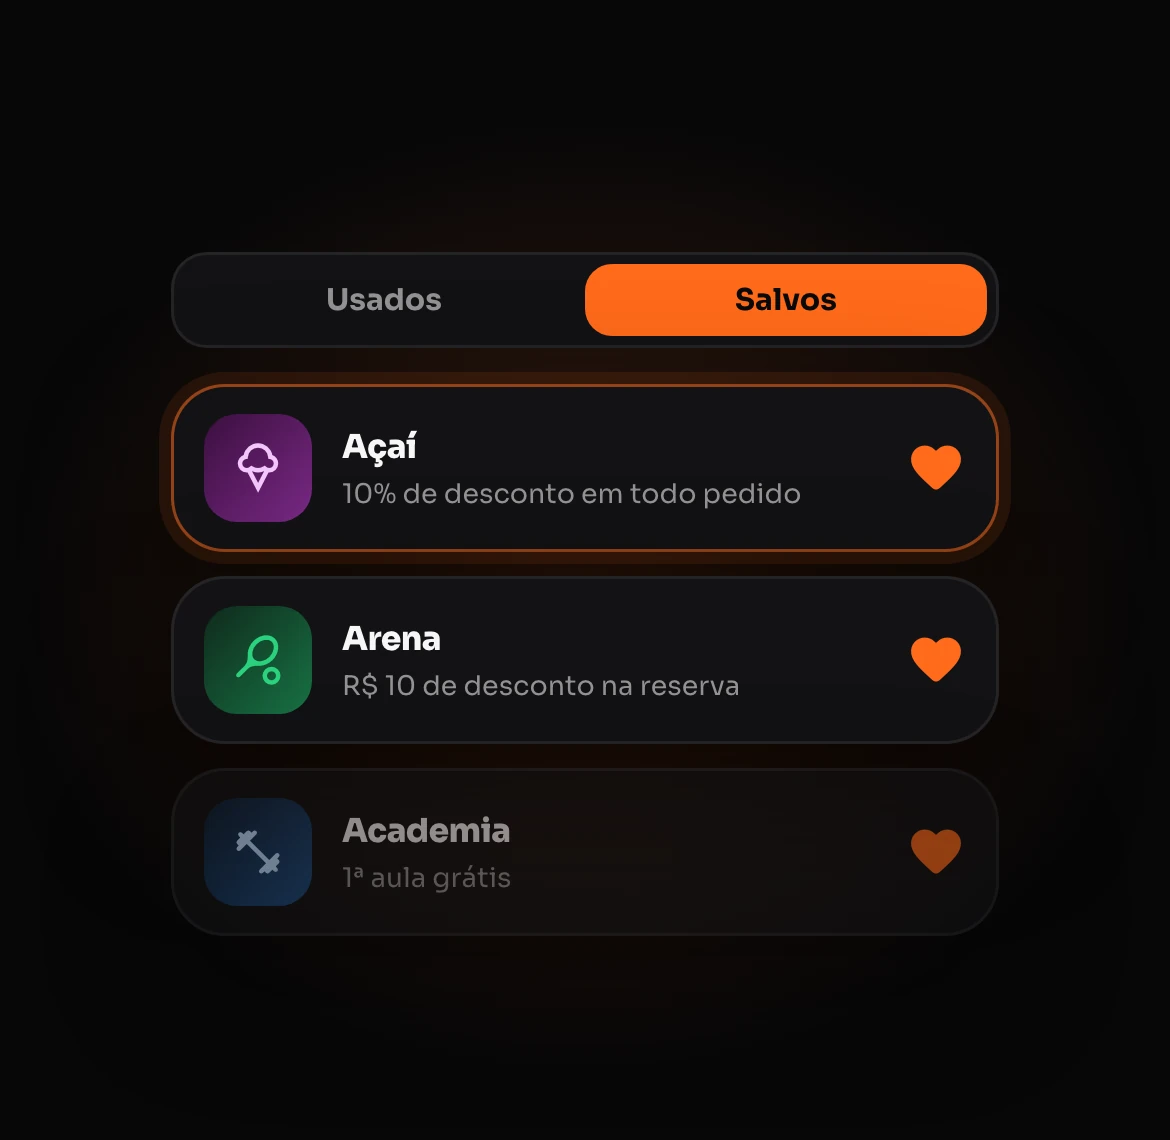 Usados
Salvos
Açaí
10% de desconto em todo pedido
Arena
R$ 10 de desconto na reserva
Academia
1ª aula grátis